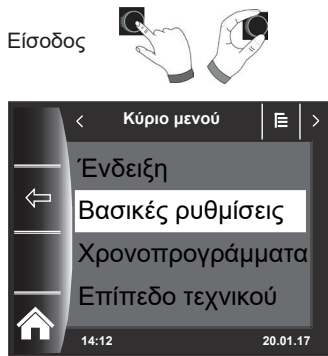 Είσοδος
Κύριο μενού
Ένδειξη
Βασικές ρυθμίσεις
Χρονοπρογράμματα
Επίπεδο τεχνικού
14:12 20.01.17